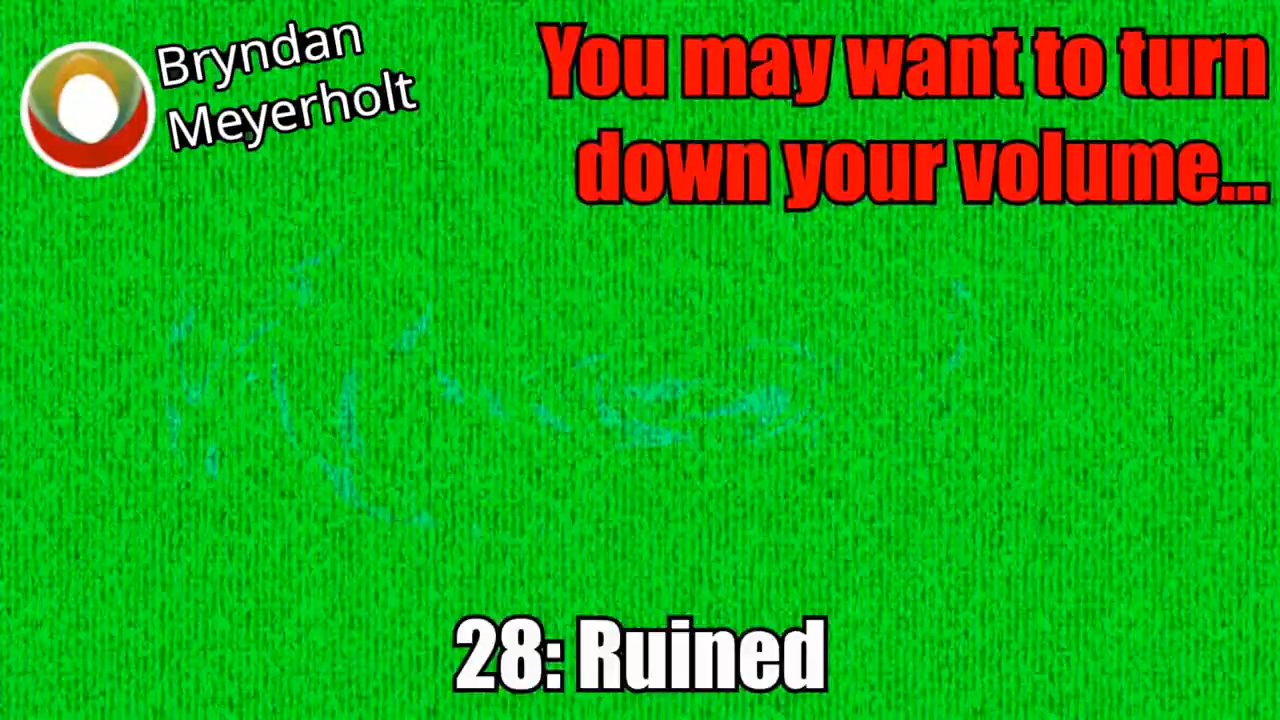 Bryndan
Meyerholt
You may want to turn
down your volume...
28: Ruined